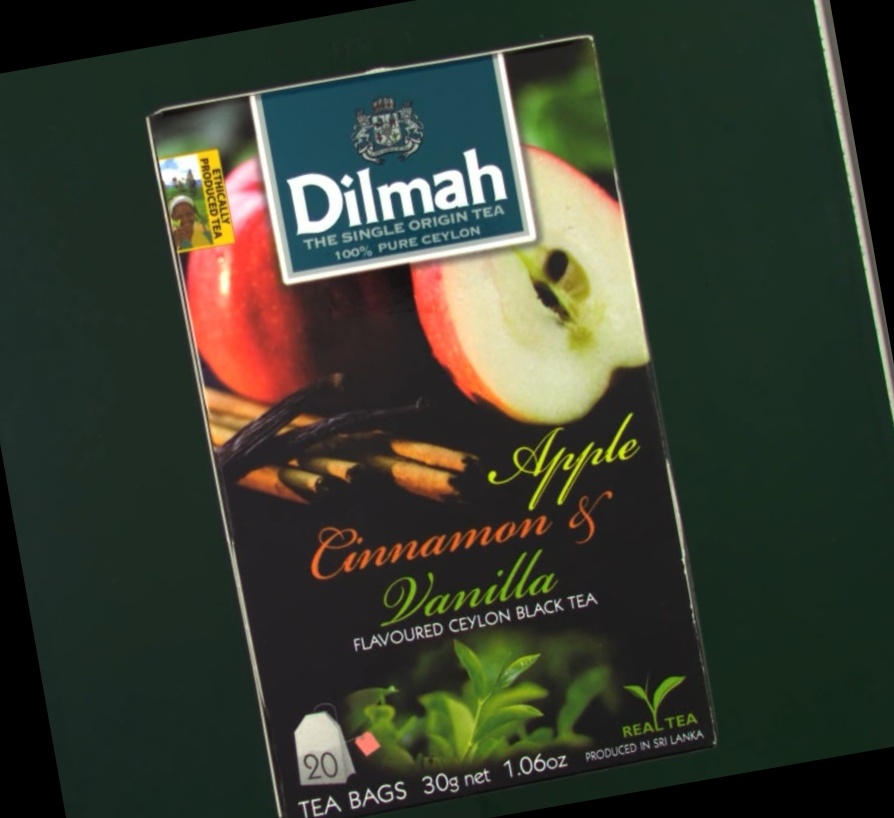 Dilmah
THE SINGLE ORIGIN TEA
100% PURE CEYLON
ETHICALLY
PRODUCED TEA
Apple
Cinnamon &
Vanilla
FLAVOURED CEYLON BLACK TEA
REAL TEA
PRODUCED IN SRI LANKA
20
TEA BAGS 30g net 1.06oz